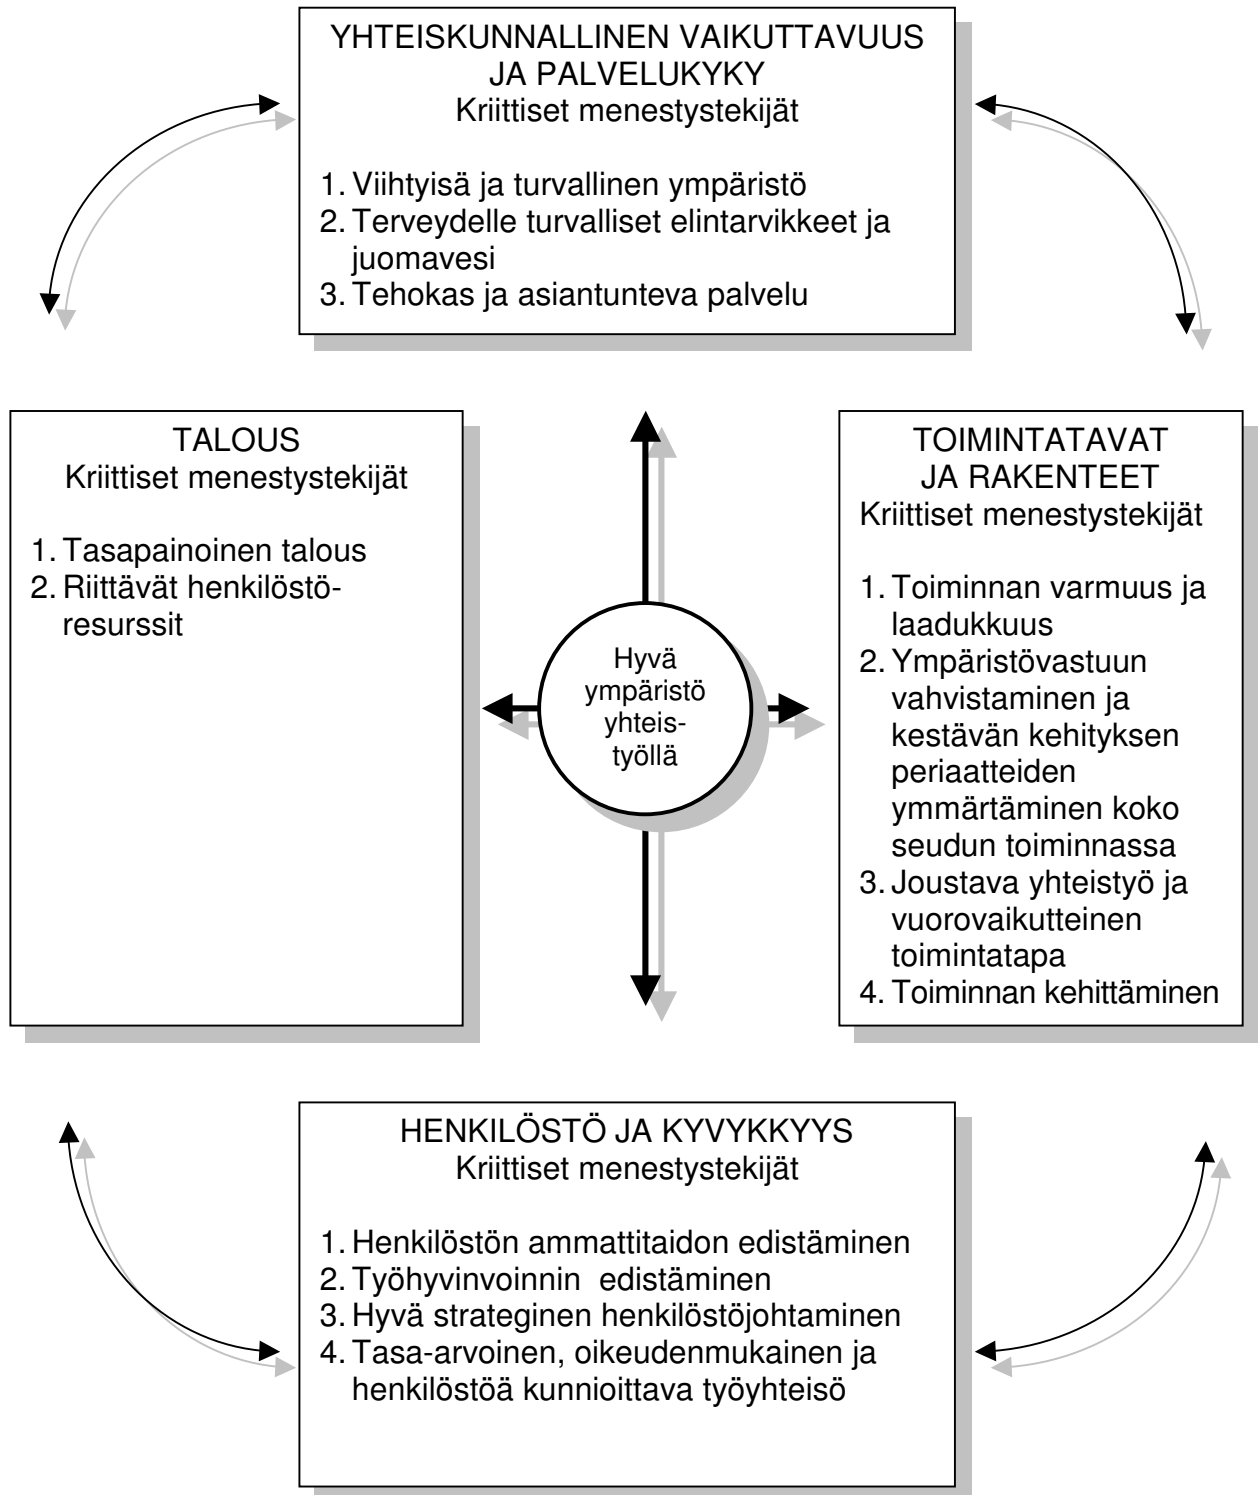 YHTEISKUNNALLINEN VAIKUTTAVUUS
JA PALVELUKYKY
Kriittiset menestystekijät
1. Viihtyisä ja turvallinen ympäristö
2. Terveydelle turvalliset elintarvikkeet ja
juomavesi
3. Tehokas ja asiantunteva palvelu
TALOUS
Kriittiset menestystekijät
1. Tasapainoinen talous
2. Riittävät henkilöstö-
resurssit
Hyvä
ympäristö
yhteis-
työllä
TOIMINTATAVAT
JA RAKENTEET
Kriittiset menestystekijät
1. Toiminnan varmuus ja
laadukkuus
2. Ympäristövastuun
vahvistaminen ja
kestävän kehityksen
periaatteiden
ymmärtäminen koko
seudun toiminnassa
3. Joustava yhteistyö ja
vuorovaikutteinen
toimintatapa
4. Toiminnan kehittäminen
HENKILÖSTÖ JA KYVYKKYYS
Kriittiset menestystekijät
1. Henkilöstön ammattitaidon edistäminen
2. Työhyvinvoinnin  edistäminen
3. Hyvä strateginen henkilöstöjohtaminen
4. Tasa-arvoinen, oikeudenmukainen ja
henkilöstöä kunnioittava työyhteisö